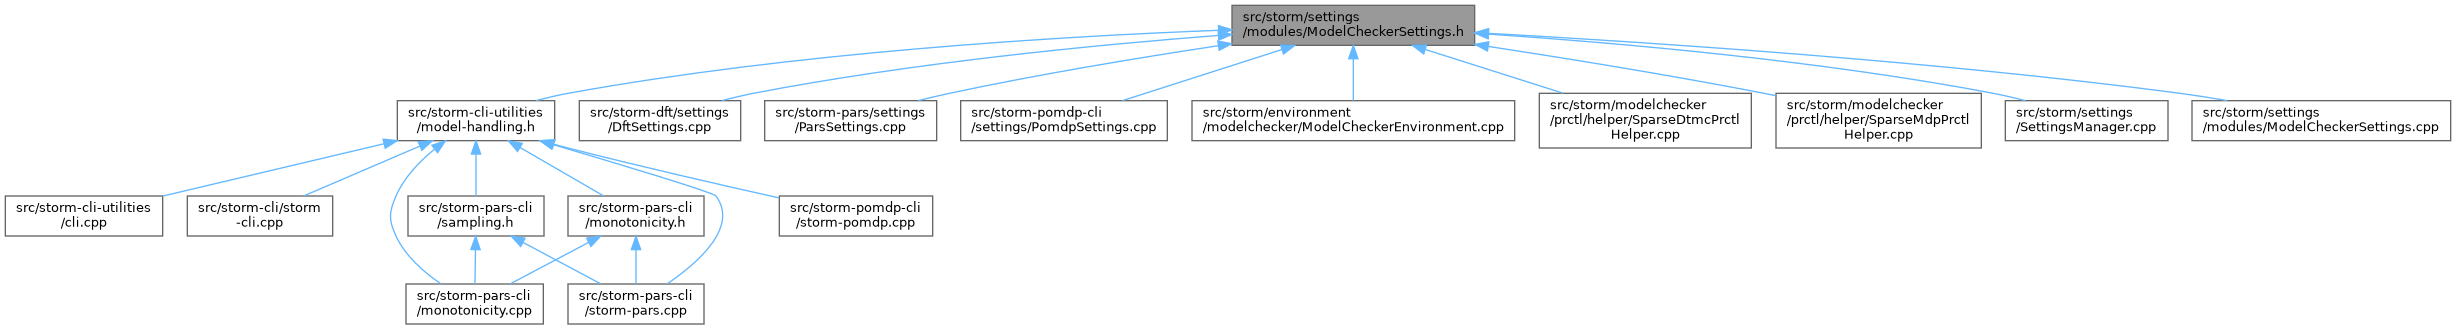 src/storm/settings
/modules/ModelCheckerSettings.h
src/storm-cli-utilities
/model-handling.h
src/storm-dft/settings
/DftSettings.cpp
src/storm-pars/settings
/ParsSettings.cpp
src/storm-pomdp-cli
/settings/PomdpSettings.cpp
src/storm/environment
/modelchecker/ModelCheckerEnvironment.cpp
src/storm/modelchecker
/prctl/helper/SparseDtmcPrctl
Helper.cpp
src/storm/modelchecker
/prctl/helper/SparseMdpPrctl
Helper.cpp
src/storm/settings
/SettingsManager.cpp
src/storm/settings
/modules/ModelCheckerSettings.cpp
src/storm-cli-utilities
/cli.cpp
src/storm-cli/storm
-cli.cpp
src/storm-pars-cli
/sampling.h
src/storm-pars-cli
/monotonicity.h
src/storm-pomdp-cli
/storm-pomdp.cpp
src/storm-pars-cli
/monotonicity.cpp
src/storm-pars-cli
/storm-pars.cpp